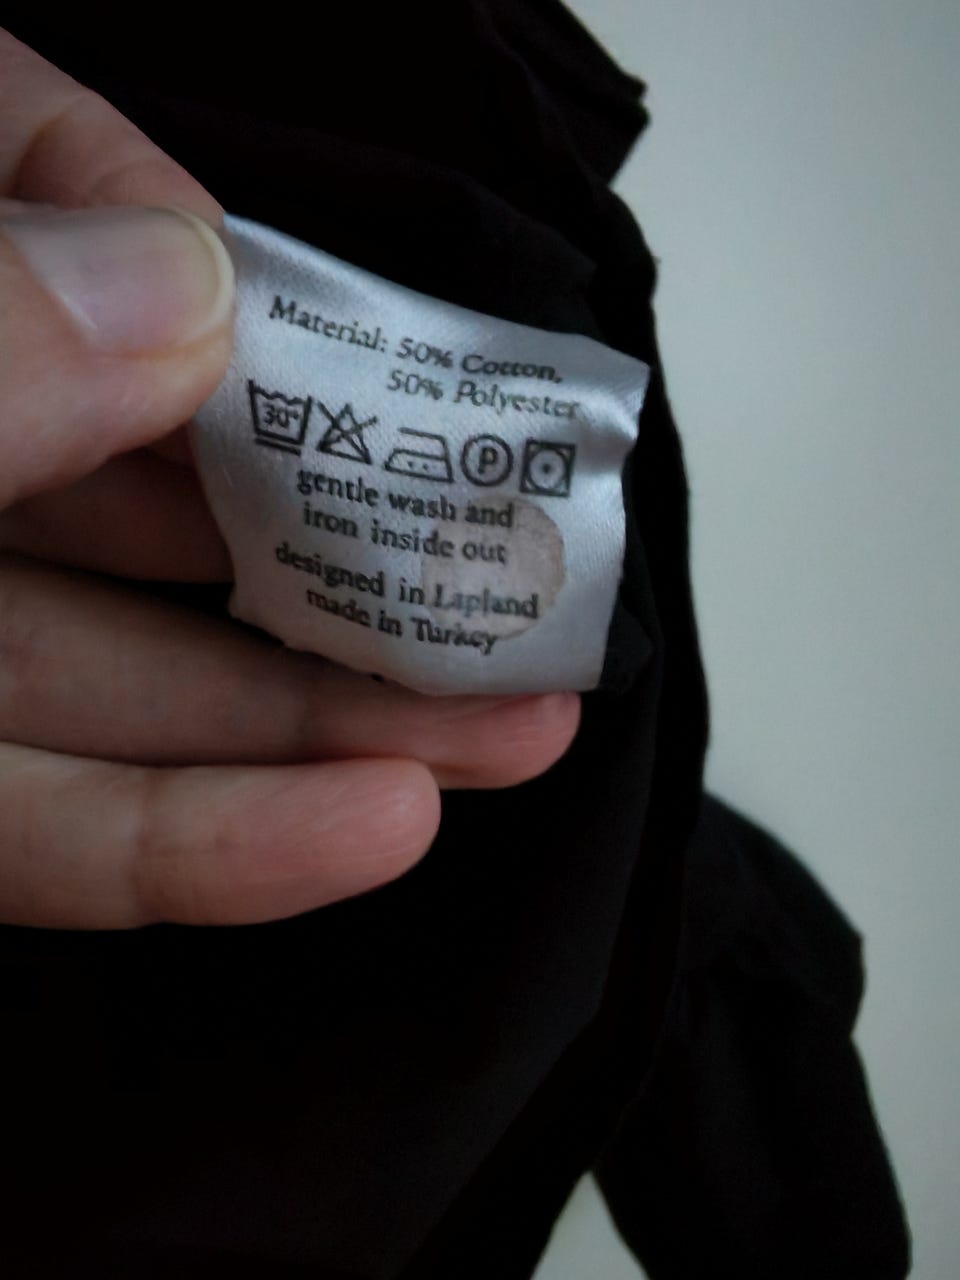 Material: 50% Cotton,
50% Polyester
30°
P
gentle wash and
iron inside out
designed in Lapland
made in Turkey